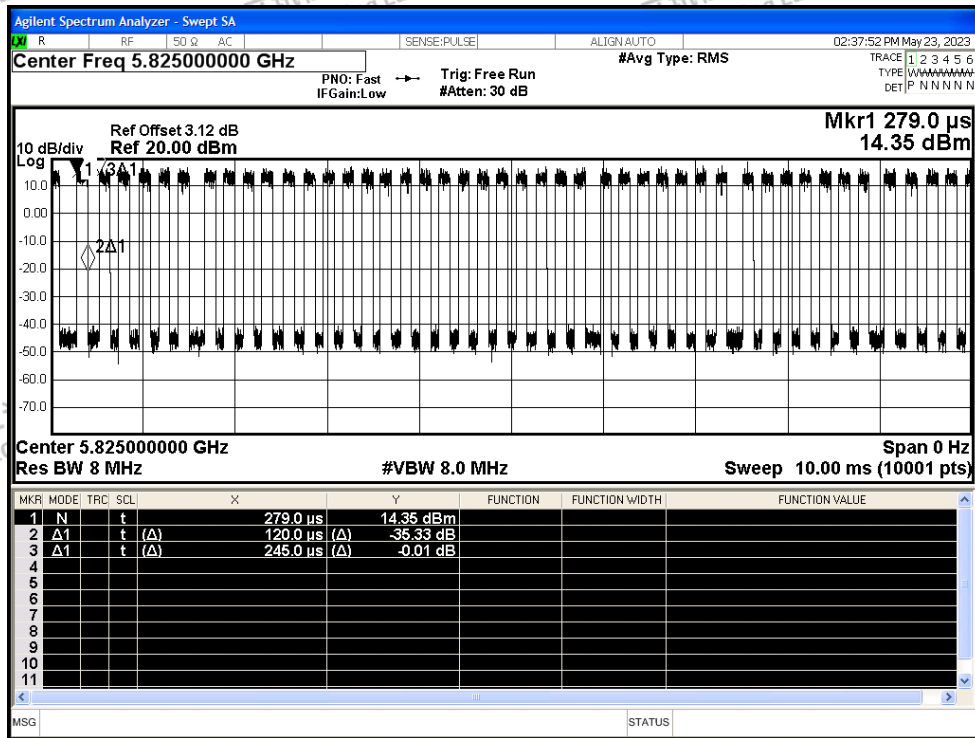 Agilent Spectrum Analyzer - Swept SA
LXI R RF 50 Ω AC SENSE:PULSE ALIGN AUTO 02:37:52 PM May 23, 2023
Center Freq 5.825000000 GHz
PNO: Fast
IFGain:Low
Trig: Free Run
#Atten: 30 dB
#Avg Type: RMS
TRACE 1 2 3 4 5 6
TYPE W
DET P N N N N N
Mkr1 279.0 µs
14.35 dBm
Ref Offset 3.12 dB
10 dB/div Ref 20.00 dBm
Log
1 3Δ1
10.0
0.00
-10.0
2Δ1
-20.0
-30.0
-40.0
-50.0
-60.0
-70.0
Center 5.825000000 GHz Span 0 Hz
Res BW 8 MHz #VBW 8.0 MHz Sweep 10.00 ms (10001 pts)
MKR MODE TRC SCL X Y FUNCTION FUNCTION WIDTH FUNCTION VALUE
1 N t 279.0 µs 14.35 dBm
2 Δ1 t (Δ) 120.0 µs (Δ) -35.33 dB
3 Δ1 t (Δ) 245.0 µs (Δ) -0.01 dB
4
5
6
7
8
9
10
11
MSG STATUS